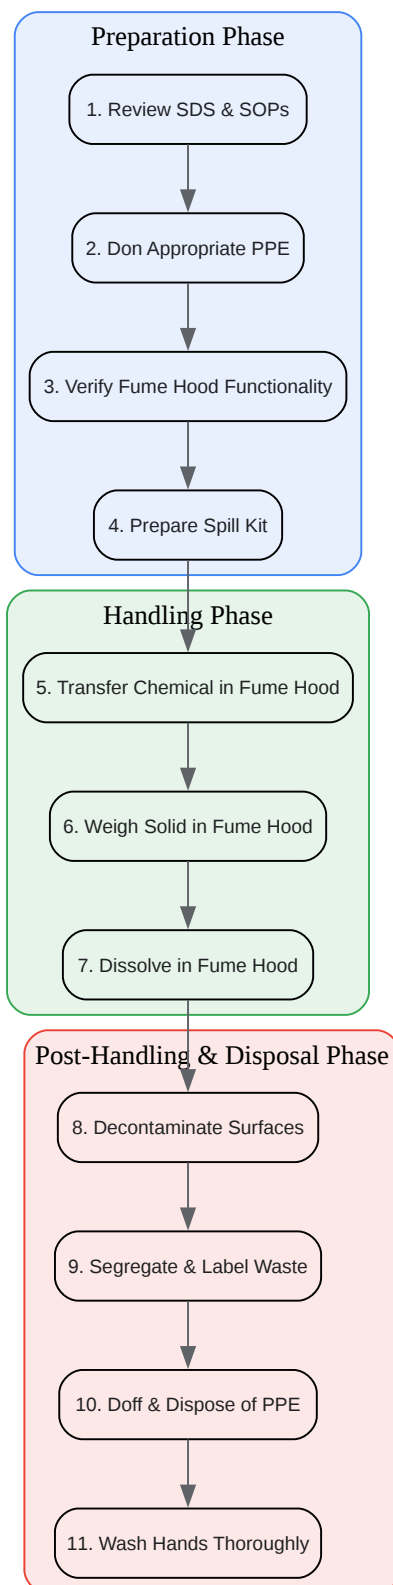 Preparation Phase
1. Review SDS & SOPs
2. Don Appropriate PPE
3. Verify Fume Hood Functionality
4. Prepare Spill Kit
Handling Phase
5. Transfer Chemical in Fume Hood
6. Weigh Solid in Fume Hood
7. Dissolve in Fume Hood
Post-Handling & Disposal Phase
8. Decontaminate Surfaces
9. Segregate & Label Waste
10. Doff & Dispose of PPE
11. Wash Hands Thoroughly